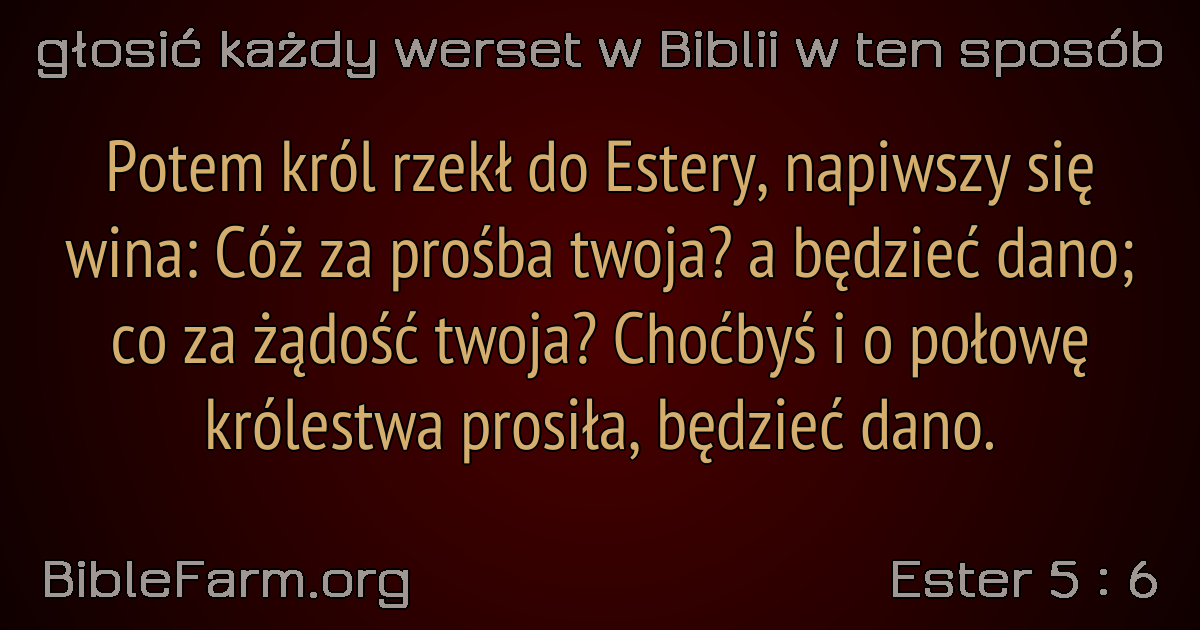 głosić każdy werset w Biblii w ten sposób
Potem król rzekł do Estery, napiwszy się
wina: Cóż za prośba twoja? a będzieć dano;
co za żądość twoja? Choćbyś i o połowę
królestwa prosiła, będzieć dano.
BibleFarm.org
Ester 5 : 6